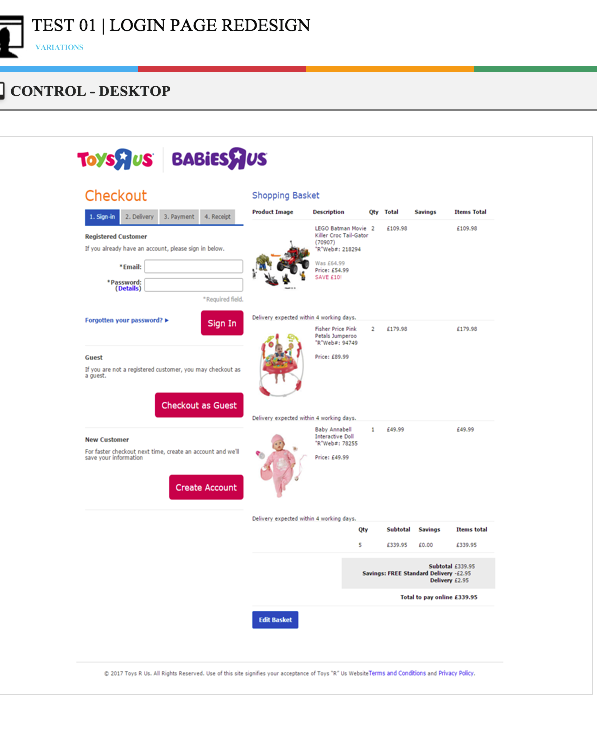 TEST 01 | LOGIN PAGE REDESIGN
VARIATIONS
CONTROL - DESKTOP
TOYS R US
BABIES R US
Checkout
1. Sign-in 2. Delivery 3. Payment 4. Receipt
Registered Customer
If you already have an account, please sign in below.
*Email:
*Password:
(Details)
*Required field.
Forgotten your password? ▸
Sign In
Guest
If you are not a registered customer, you may checkout as
a guest.
Checkout as Guest
New Customer
For faster checkout next time, create an account and we'll
save your information
Create Account
Shopping Basket
Product Image Description Qty Total Savings Items Total
LEGO Batman Movie 2 £109.98 £109.98
Killer Croc Tail-Gator
(70907)
"R"Web#: 218294
Was £64.99
Price: £54.99
SAVE £10!
Delivery expected within 4 working days.
Fisher Price Pink 2 £179.98 £179.98
Petals Jumperoo
"R"Web#: 94749
Price: £89.99
Delivery expected within 4 working days.
Baby Annabell 1 £49.99 £49.99
Interactive Doll
"R"Web#: 78255
Price: £49.99
Delivery expected within 4 working days.
Qty Subtotal Savings Items total
5 £339.95 £0.00 £339.95
Subtotal £339.95
Savings: FREE Standard Delivery -£2.95
Delivery £2.95
Total to pay online £339.95
Edit Basket
© 2017 Toys R Us. All Rights Reserved. Use of this site signifies your acceptance of Toys "R" Us WebsiteTerms and Conditions and Privacy Policy.